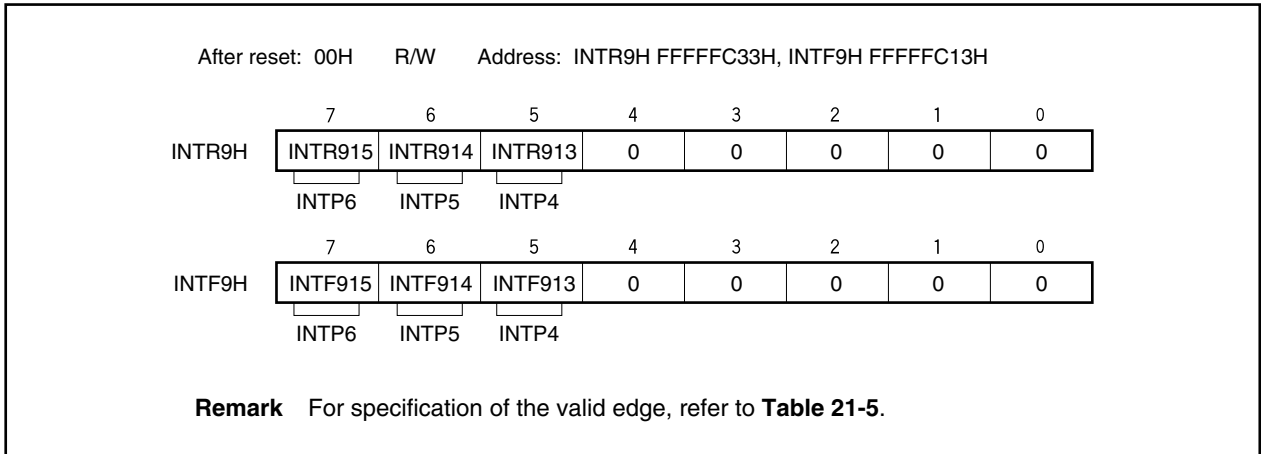 After reset: 00H R/W Address: INTR9H FFFFFC33H, INTF9H FFFFFC13H
7 6 5 4 3 2 1 0
INTR9H INTR915 INTR914 INTR913 0 0 0 0 0
INTP6 INTP5 INTP4
7 6 5 4 3 2 1 0
INTF9H INTF915 INTF914 INTF913 0 0 0 0 0
INTP6 INTP5 INTP4
Remark For specification of the valid edge, refer to Table 21-5.